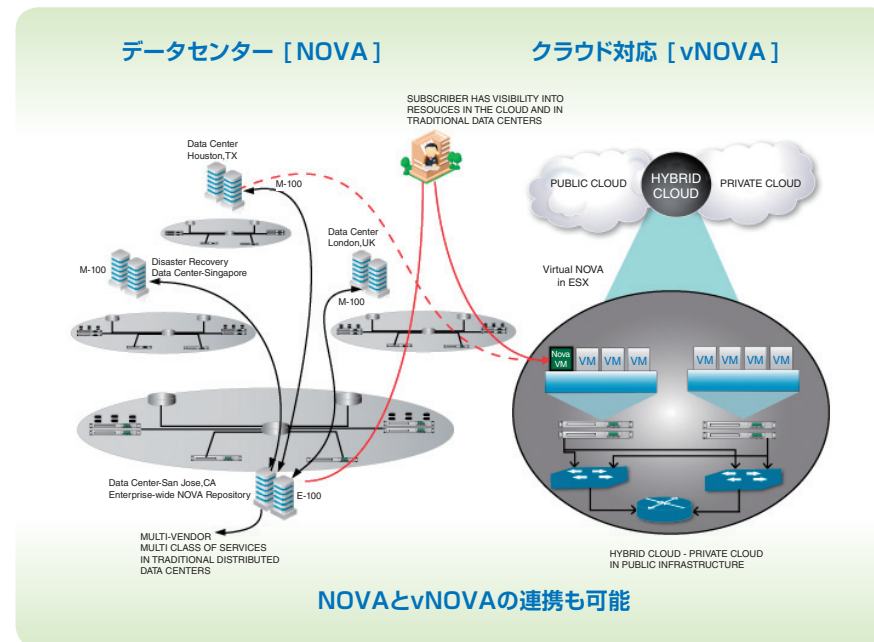 データセンター [ NOVA ]
クラウド対応 [ vNOVA ]
SUBSCRIBER HAS VISIBILITY INTO
RESOUCES IN THE CLOUD AND IN
TRADITIONAL DATA CENTERS
Data Center
Houston,TX
M-100
PUBLIC CLOUD
HYBRID
CLOUD
PRIVATE CLOUD
Data Center
London,UK
M-100
Disaster Recovery
Data Center-Singapore
M-100
Virtual NOVA
in ESX
Nova
VM
VM
VM
VM
VM
VM
VM
VM
Data Center-San Jose,CA
Enterprise-wide NOVA Repository
E-100
MULTI-VENDOR
MULTI CLASS OF SERVICES
IN TRADITIONAL DISTRIBUTED
DATA CENTERS
HYBRID CLOUD - PRIVATE CLOUD
IN PUBLIC INFRASTRUCTURE
NOVAとvNOVAの連携も可能